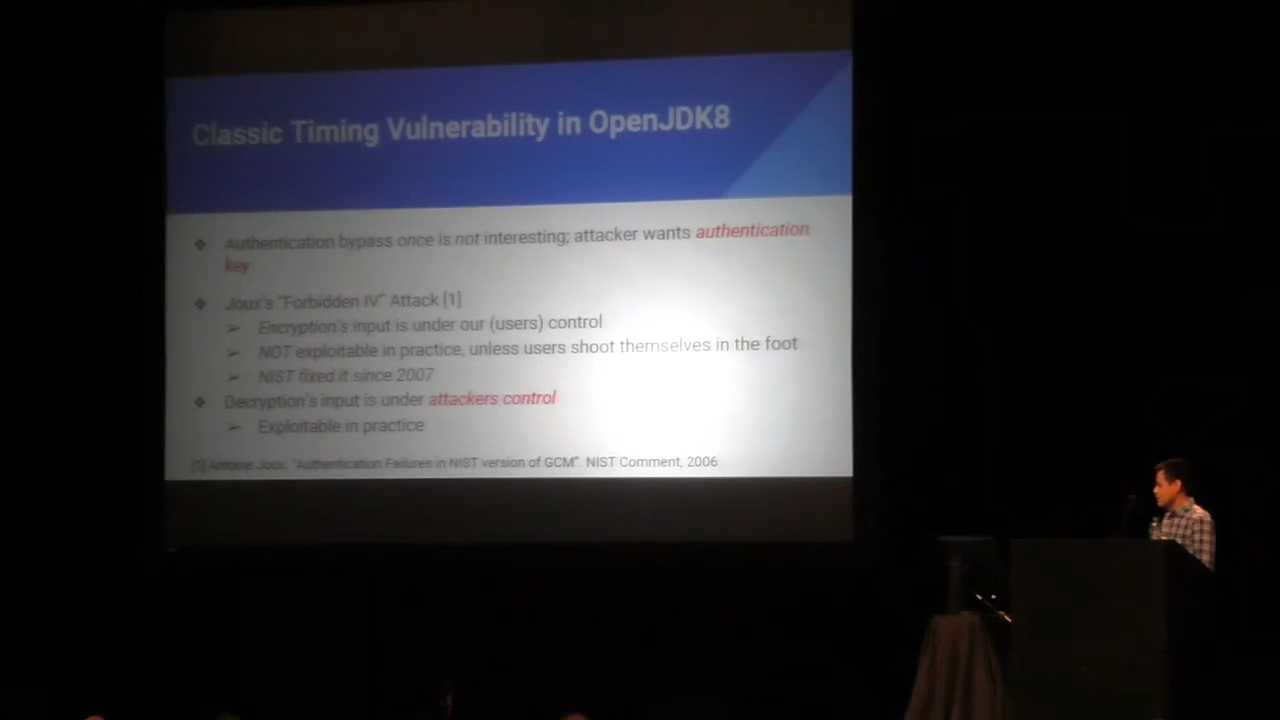 Classic Timing Vulnerability in OpenJDK8
❖ Authentication bypass once is not interesting; attacker wants authentication
key
❖ Joux's "Forbidden IV" Attack [1]
➢ Encryption's input is under our (users) control
➢ NOT exploitable in practice, unless users shoot themselves in the foot
➢ NIST fixed it since 2007
❖ Decryption's input is under attackers control
➢ Exploitable in practice
[1] Antoine Joux. "Authentication Failures in NIST version of GCM". NIST Comment, 2006